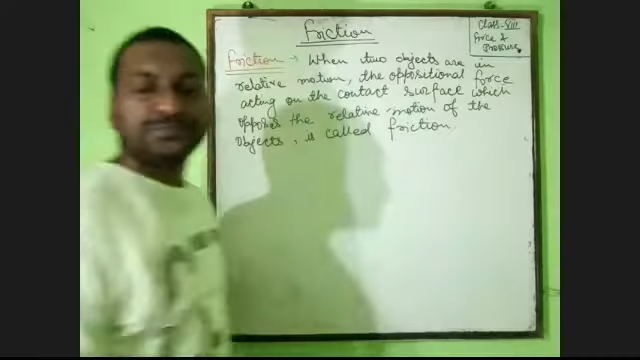 Friction
Class-VIII
Force &
Pressure
Friction → When two objects are in
relative motion, the oppositional force
acting on the contact surface which
opposes the relative motion of the
objects, is called friction.